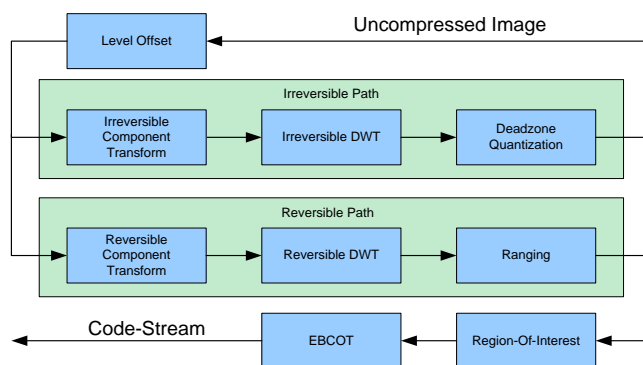 Level Offset
Uncompressed Image
Irreversible Path
Irreversible
Component
Transform
Irreversible DWT
Deadzone
Quantization
Reversible Path
Reversible
Component
Transform
Reversible DWT
Ranging
Code-Stream
EBCOT
Region-Of-Interest